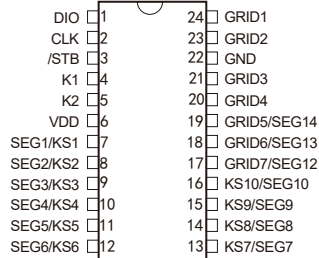 DIO 1 24 GRID1
CLK 2 23 GRID2
/STB 3 22 GND
K1 4 21 GRID3
K2 5 20 GRID4
VDD 6 19 GRID5/SEG14
SEG1/KS1 7 18 GRID6/SEG13
SEG2/KS2 8 17 GRID7/SEG12
SEG3/KS3 9 16 KS10/SEG10
SEG4/KS4 10 15 KS9/SEG9
SEG5/KS5 11 14 KS8/SEG8
SEG6/KS6 12 13 KS7/SEG7